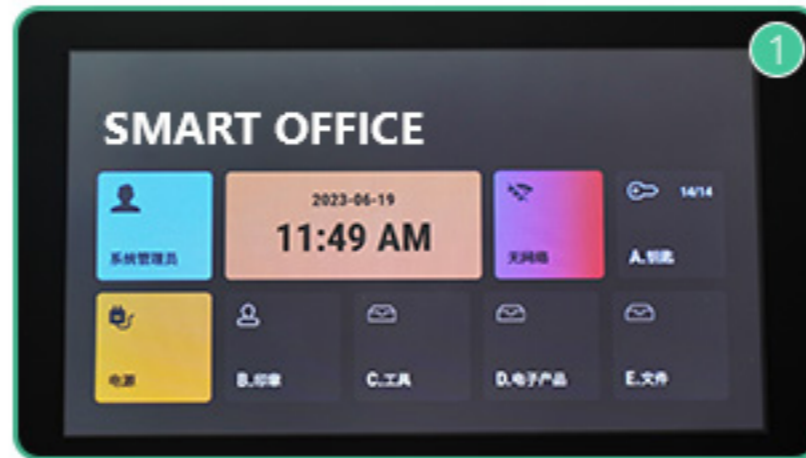 1
SMART OFFICE
系统管理员
2023-06-19
11:49 AM
无网络
14/14
A.钥匙
电源
B.印章
C.工具
D.电子产品
E.文件